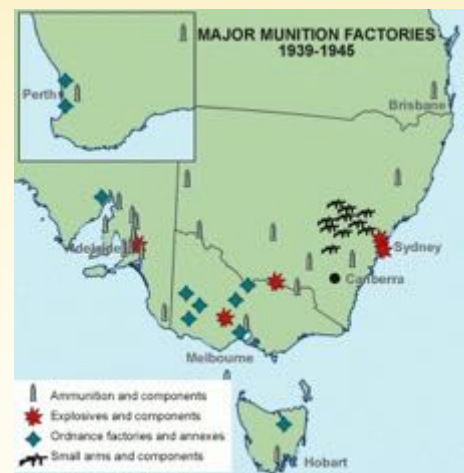 MAJOR MUNITION FACTORIES
1939-1945
Perth
Brisbane
Adelaide
Sydney
Canberra
Melbourne
Ammunition and components
Explosives and components
Ordnance factories and annexes
Small arms and components
Hobart